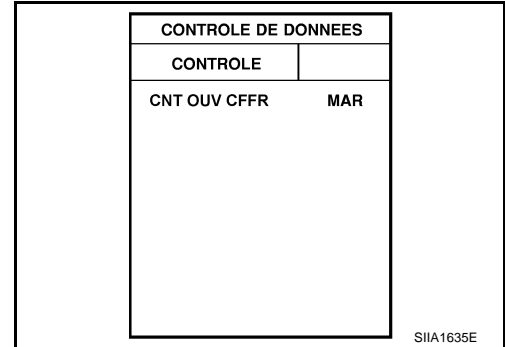 CONTROLE DE DONNEES
CONTROLE
CNT OUV CFFR MAR
SIIA1635E